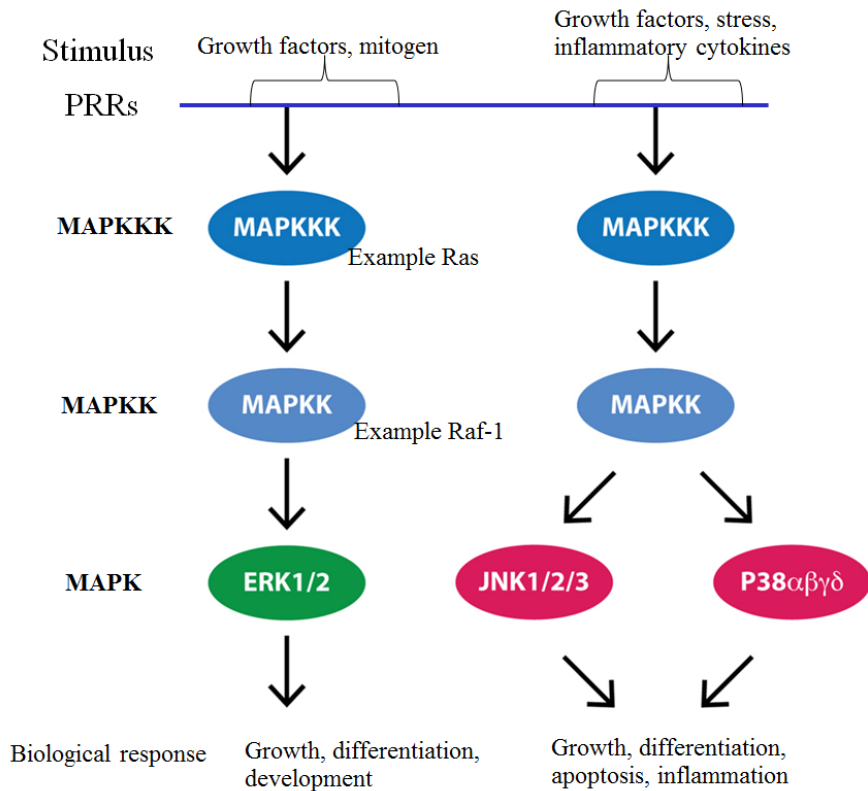 Stimulus
Growth factors, mitogen
Growth factors, stress,
inflammatory cytokines
PRRs
MAPKKK
MAPKKK
Example Ras
MAPKKK
MAPKK
MAPKK
Example Raf-1
MAPKK
MAPK
ERK1/2
JNK1/2/3
P38αβγδ
Biological response
Growth, differentiation,
development
Growth, differentiation,
apoptosis, inflammation